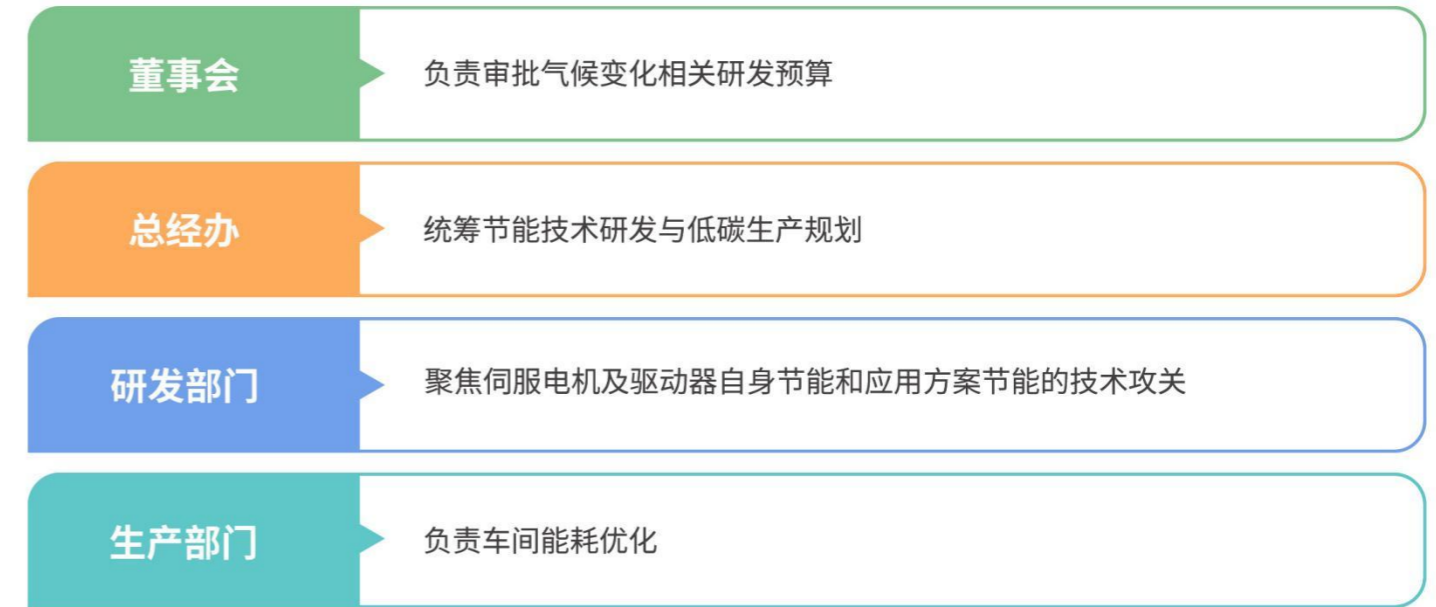 董事会
负责审批气候变化相关研发预算
总经办
统筹节能技术研发与低碳生产规划
研发部门
聚焦伺服电机及驱动器自身节能和应用方案节能的技术攻关
生产部门
负责车间能耗优化